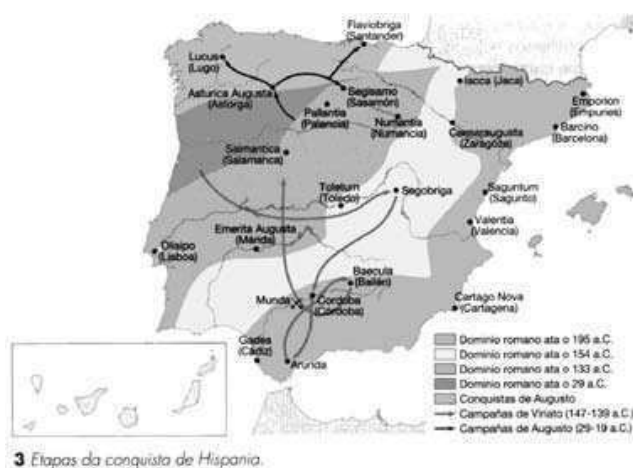 Flaviobriga
(Santander)
Lucus
(Lugo)
Asturica Augusta
(Astorga)
Segisamo
(Sasamón)
Iacca (Jaca)
Pallantia
(Palencia)
Numantia
(Numancia)
Caesaraugusta
(Zaragoza)
Emporion
(Empuries)
Barcino
(Barcelona)
Salmantica
(Salamanca)
Toletum
(Toledo)
Segobriga
Saguntum
(Sagunto)
Valentia
(Valencia)
Emerita Augusta
(Mérida)
Olisipo
(Lisboa)
Baecula
(Bailén)
Munda
Cordoba
(Córdoba)
Cartago Nova
(Cartagena)
Gades
(Cádiz)
Arunda
Dominio romano ata o 195 a.C.
Dominio romano ata o 154 a.C.
Dominio romano ata o 133 a.C.
Dominio romano ata o 29 a.C.
Conquistas de Augusto
Campañas de Viriato (147-139 a.C.)
Campañas de Augusto (29-19 a.C.)
3 Etapas da conquista de Hispania.